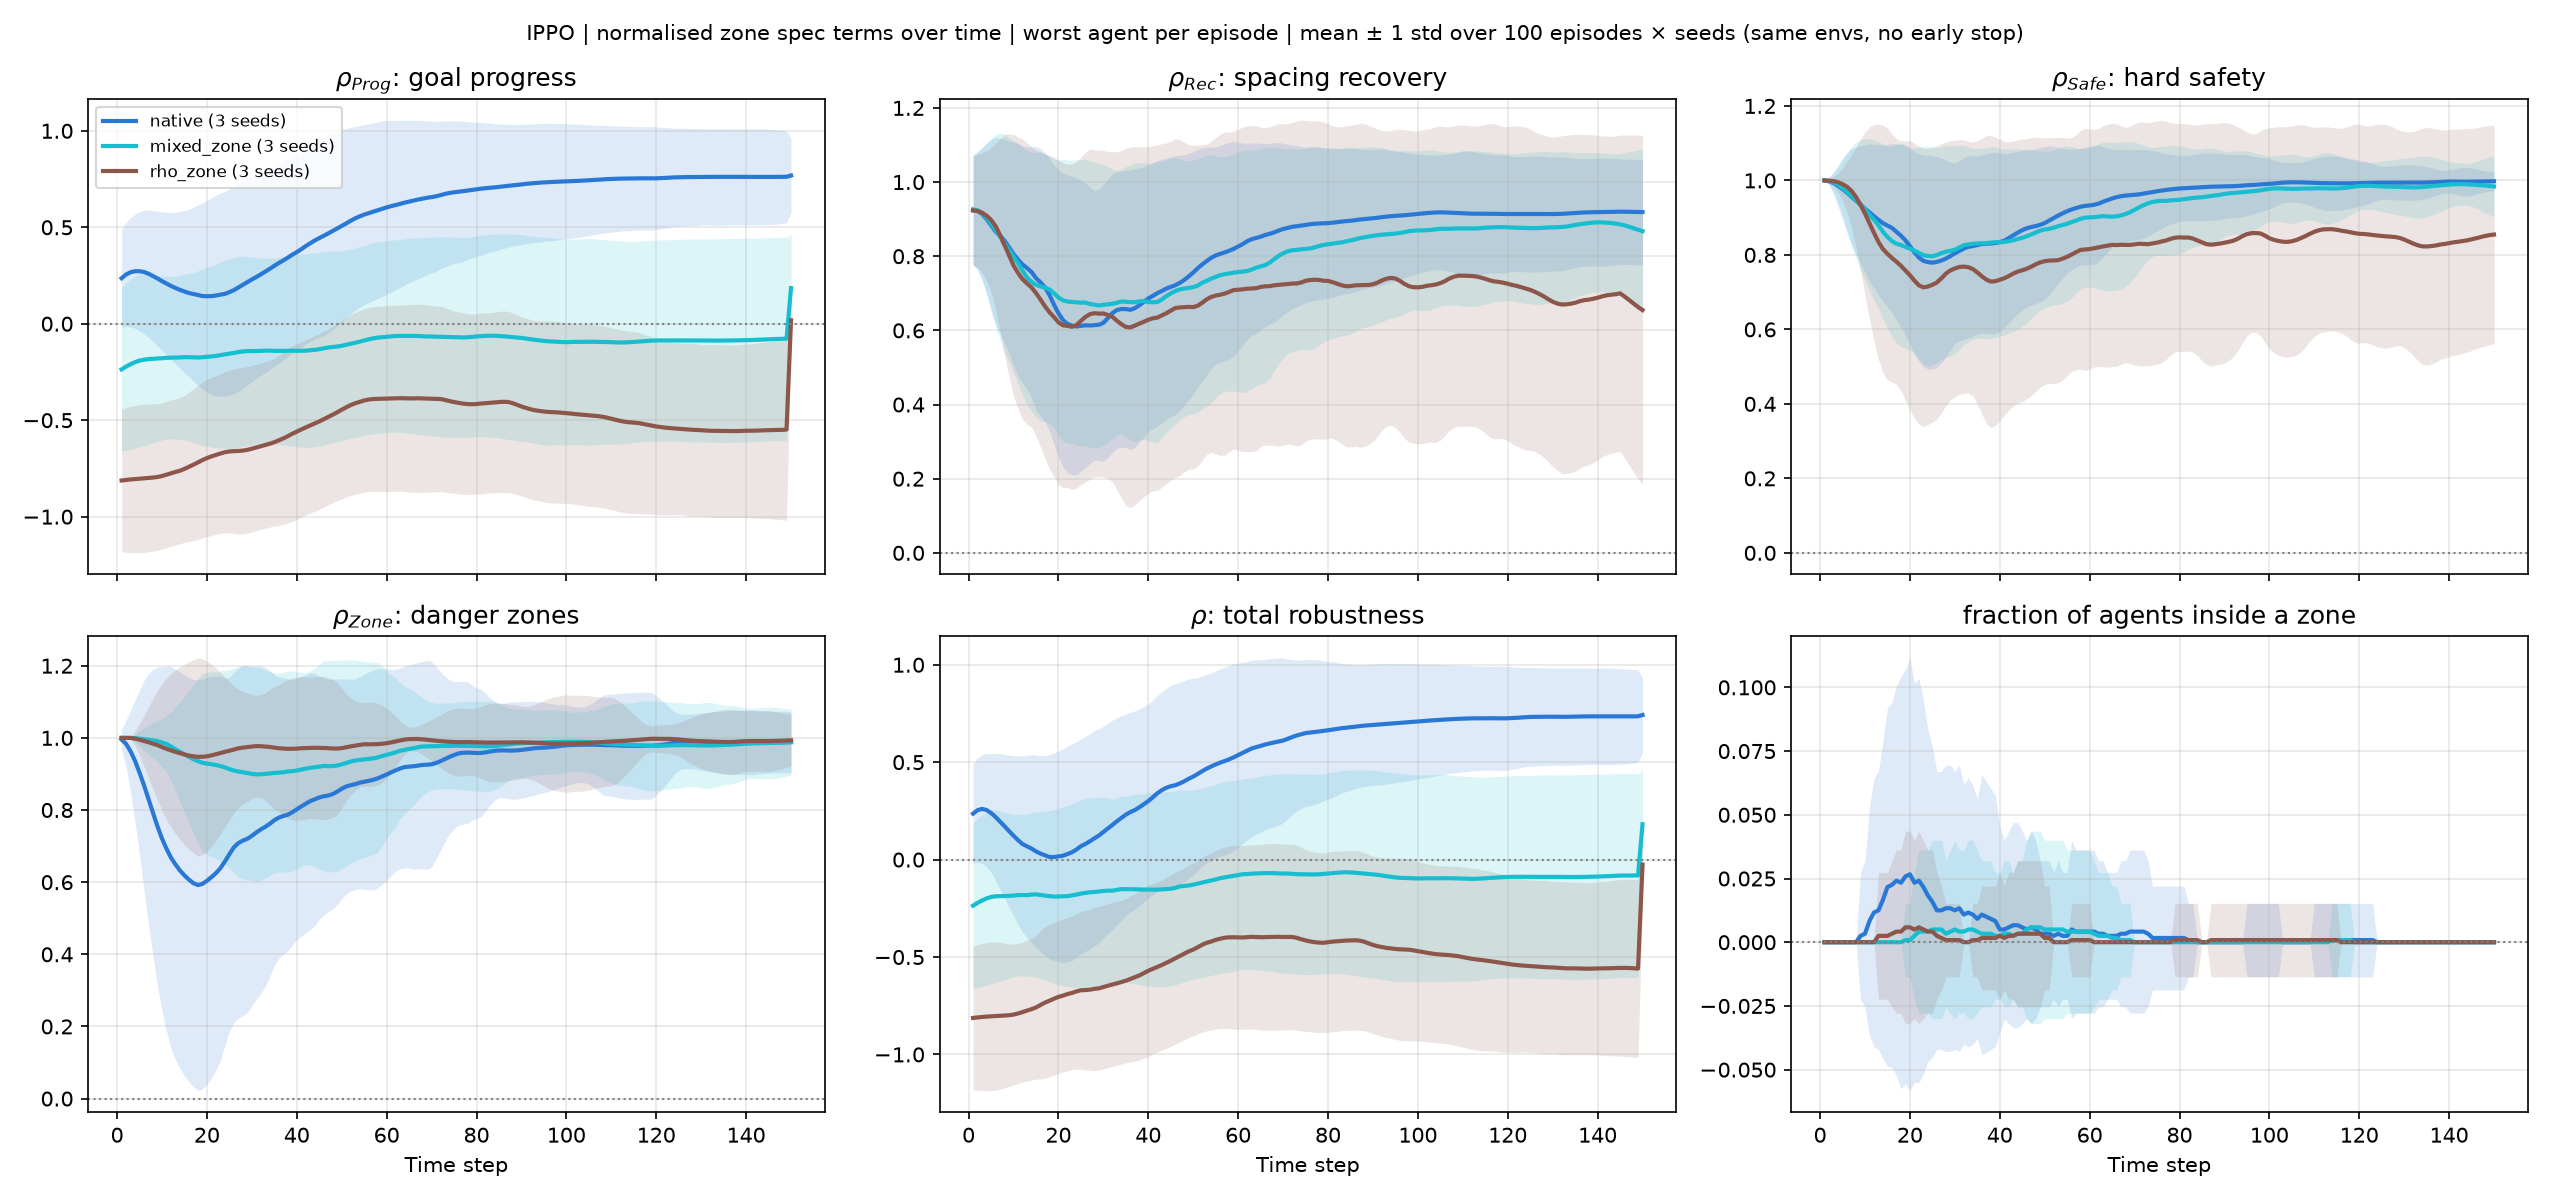 IPPO | normalised zone spec terms over time | worst agent per episode | mean ± 1 std over 100 episodes × seeds (same envs, no early stop)
ρProg: goal progress
1.0
0.5
0.0
−0.5
−1.0
native (3 seeds)
mixed_zone (3 seeds)
rho_zone (3 seeds)
ρRec: spacing recovery
1.2
1.0
0.8
0.6
0.4
0.2
0.0
ρSafe: hard safety
1.2
1.0
0.8
0.6
0.4
0.2
0.0
ρZone: danger zones
1.2
1.0
0.8
0.6
0.4
0.2
0.0
0 20 40 60 80 100 120 140
Time step
ρ: total robustness
1.0
0.5
0.0
−0.5
−1.0
0 20 40 60 80 100 120 140
Time step
fraction of agents inside a zone
0.100
0.075
0.050
0.025
0.000
−0.025
−0.050
0 20 40 60 80 100 120 140
Time step